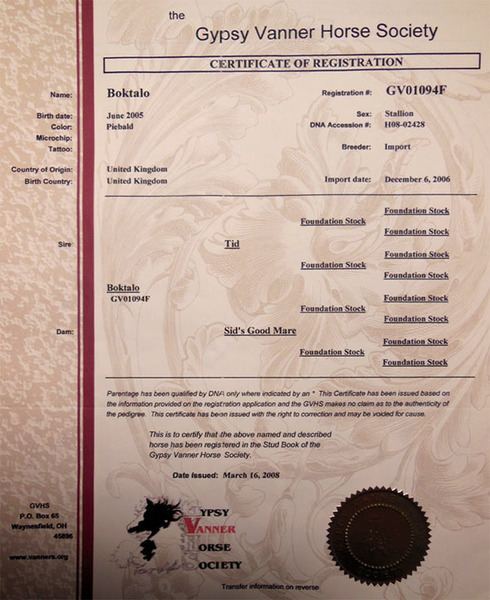 the
Gypsy Vanner Horse Society
CERTIFICATE OF REGISTRATION
Name: Boktalo Registration #: GV01094F
Birth date: June 2005 Sex: Stallion
Color: Piebald DNA Accession #: H08-02428
Microchip:
Tattoo: Breeder: Import
Country of Origin: United Kingdom
Birth Country: United Kingdom Import date: December 6, 2006
Foundation Stock
Foundation Stock
Foundation Stock
Sire: Tid
Foundation Stock
Foundation Stock
Foundation Stock
Boktalo
GV01094F
Foundation Stock
Foundation Stock
Foundation Stock
Dam: Sid's Good Mare
Foundation Stock
Foundation Stock
Foundation Stock
Parentage has been qualified by DNA only where indicated by an * This Certificate has been issued based on
the information provided on the registration application and the GVHS makes no claim as to the authenticity of
the pedigree. This certificate has been issued with the right to correction and may be voided for cause.
This is to certify that the above named and described
horse has been registered in the Stud Book of the
Gypsy Vanner Horse Society.
Date Issued: March 16, 2008
GVHS
P.O. Box 65
Waynesfield, OH
45896
www.vanners.org
GYPSY
VANNER
HORSE
SOCIETY
Transfer information on reverse